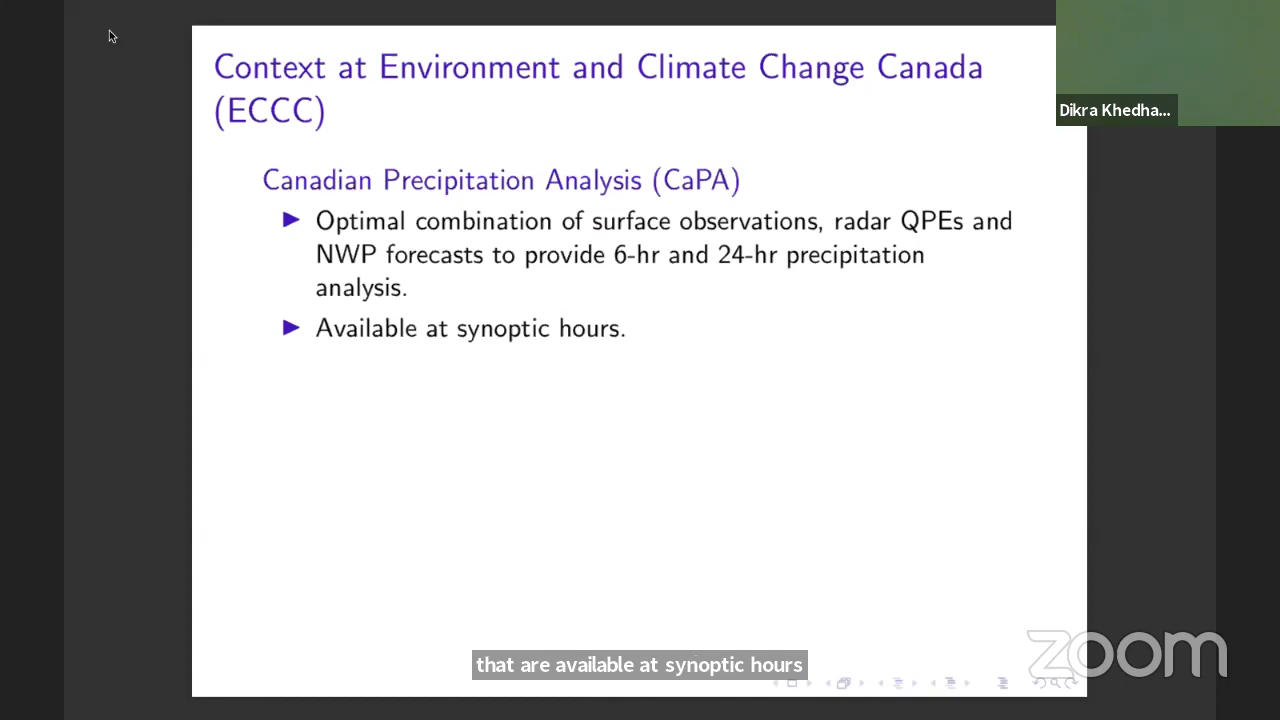 Context at Environment and Climate Change Canada
(ECCC)
Dikra Khedha...
Canadian Precipitation Analysis (CaPA)
Optimal combination of surface observations, radar QPEs and
NWP forecasts to provide 6-hr and 24-hr precipitation
analysis.
Available at synoptic hours.
that are available at synoptic hours
zoom